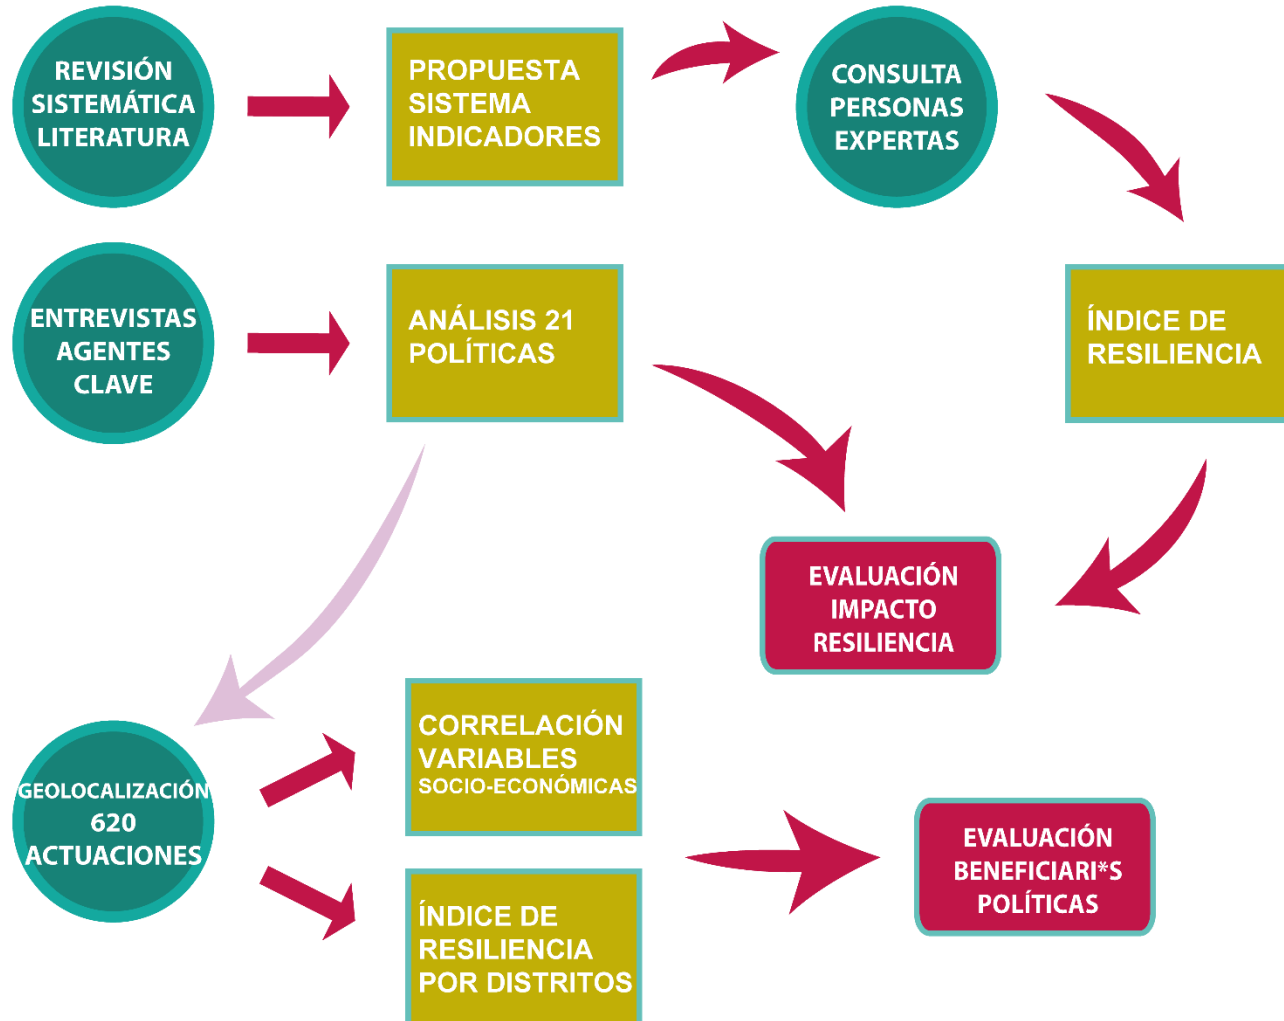 REVISIÓN
SISTEMÁTICA
LITERATURA
PROPUESTA
SISTEMA
INDICADORES
CONSULTA
PERSONAS
EXPERTAS
ENTREVISTAS
AGENTES
CLAVE
ANÁLISIS 21
POLÍTICAS
ÍNDICE DE
RESILIENCIA
EVALUACIÓN
IMPACTO
RESILIENCIA
GEOLOCALIZACIÓN
620
ACTUACIONES
CORRELACIÓN
VARIABLES
SOCIO-ECONÓMICAS
ÍNDICE DE
RESILIENCIA
POR DISTRITOS
EVALUACIÓN
BENEFICIARI*S
POLÍTICAS